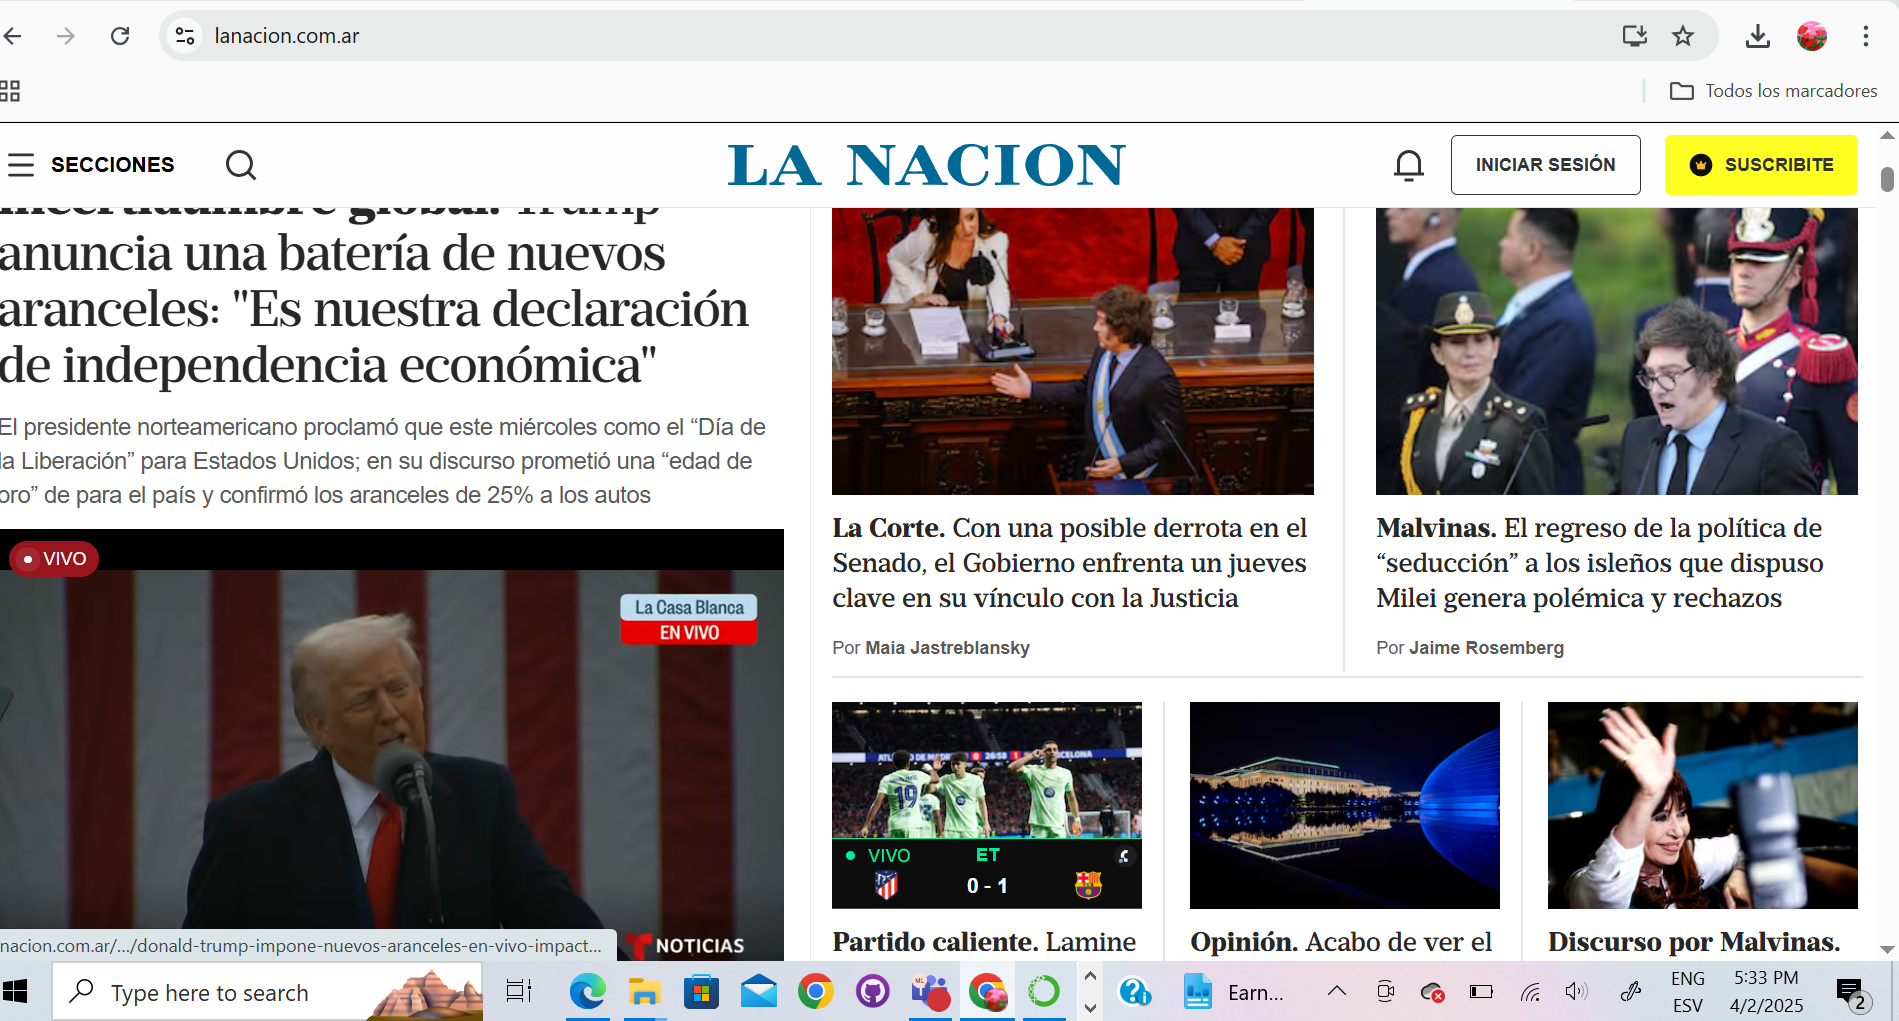 lanacion.com.ar
Todos los marcadores
SECCIONES
LA NACION
INICIAR SESIÓN
SUSCRIBITE
incertidumbre global. Trump
anuncia una batería de nuevos
aranceles: "Es nuestra declaración
de independencia económica"
El presidente norteamericano proclamó que este miércoles como el “Día de
la Liberación” para Estados Unidos; en su discurso prometió una “edad de
oro” de para el país y confirmó los aranceles de 25% a los autos
VIVO
La Casa Blanca
EN VIVO
NOTICIAS
nacion.com.ar/.../donald-trump-impone-nuevos-aranceles-en-vivo-impact...
La Corte. Con una posible derrota en el
Senado, el Gobierno enfrenta un jueves
clave en su vínculo con la Justicia
Por Maia Jastreblansky
Malvinas. El regreso de la política de
“seducción” a los isleños que dispuso
Milei genera polémica y rechazos
Por Jaime Rosemberg
19
VIVO
ET
0 - 1
Partido caliente. Lamine
Opinión. Acabo de ver el
Discurso por Malvinas.
Type here to search
Earn...
ENG
ESV
5:33 PM
4/2/2025
2